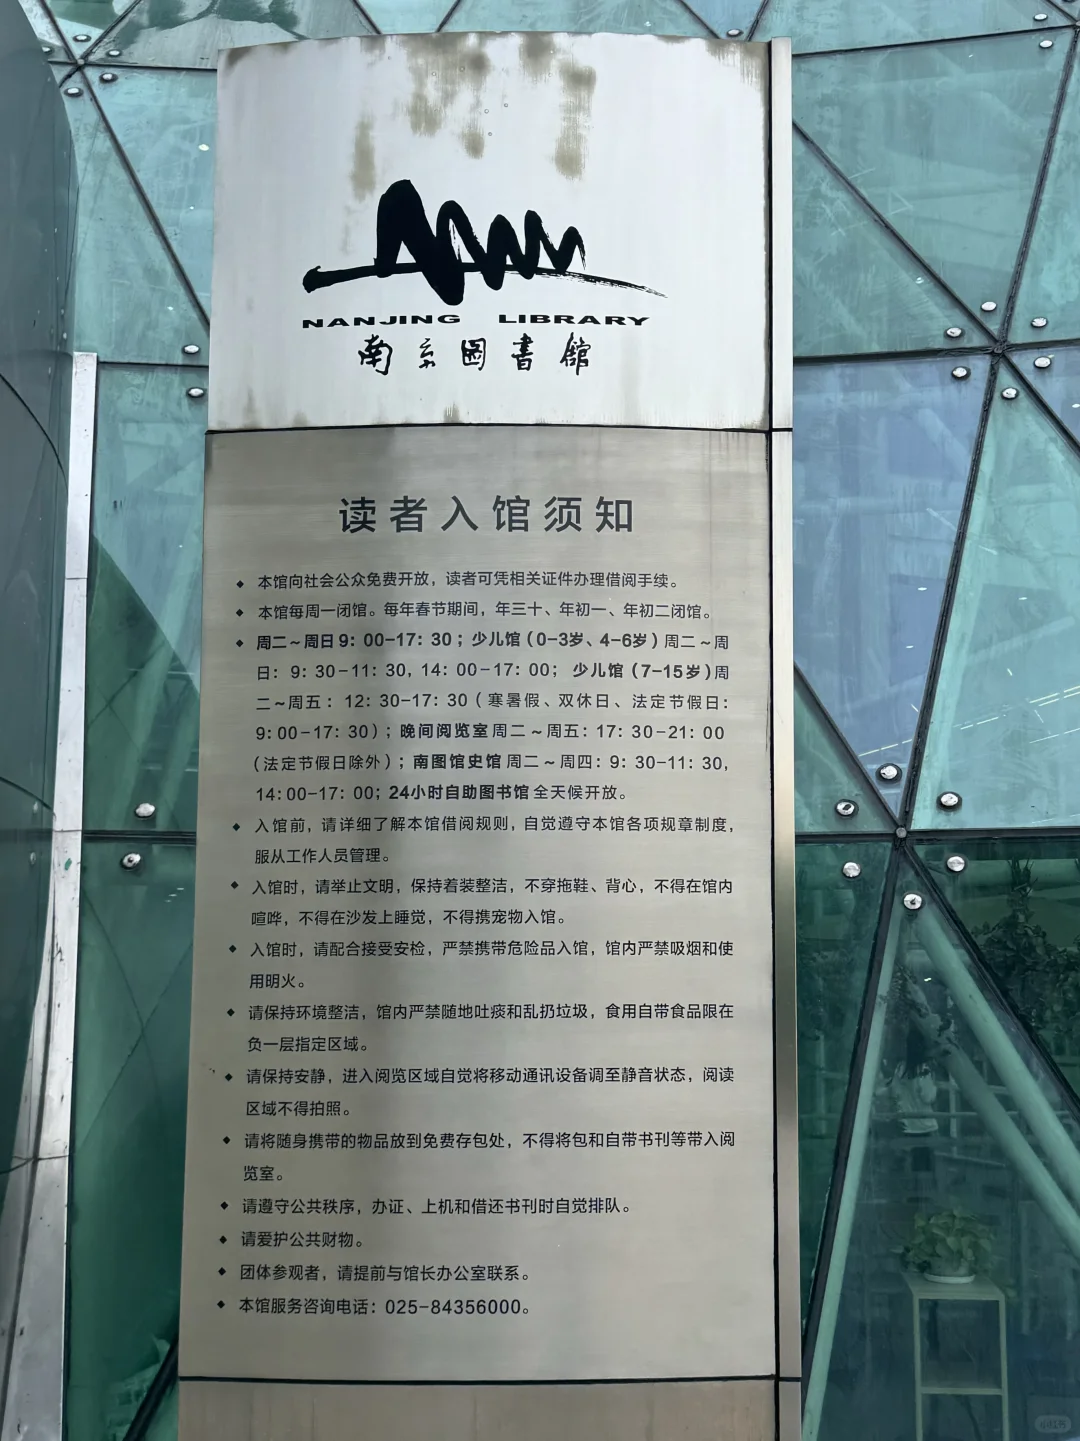 NANJING LIBRARY
南京圖書館
读者入馆须知
◆ 本馆向社会公众免费开放，读者可凭相关证件办理借阅手续。
◆ 本馆每周一闭馆。每年春节期间，年三十、年初一、年初二闭馆。
◆ 周二～周日9：00-17：30；少儿馆（0-3岁、4-6岁）周二～周
日：9：30-11：30，14：00-17：00；少儿馆（7-15岁）周
二～周五：12：30-17：30（寒暑假、双休日、法定节假日：
9：00-17：30）；晚间阅览室周二～周五：17：30-21：00
（法定节假日除外）；南图馆史馆周二～周四：9：30-11：30，
14：00-17：00；24小时自助图书馆全天候开放。
◆ 入馆前，请详细了解本馆借阅规则，自觉遵守本馆各项规章制度，
服从工作人员管理。
◆ 入馆时，请举止文明，保持着装整洁，不穿拖鞋、背心，不得在馆内
喧哗，不得在沙发上睡觉，不得携宠物入馆。
◆ 入馆时，请配合接受安检，严禁携带危险品入馆，馆内严禁吸烟和使
用明火。
◆ 请保持环境整洁，馆内严禁随地吐痰和乱扔垃圾，食用自带食品限在
负一层指定区域。
◆ 请保持安静，进入阅览区域自觉将移动通讯设备调至静音状态，阅读
区域不得拍照。
◆ 请将随身携带的物品放到免费存包处，不得将包和自带书刊等带入阅
览室。
◆ 请遵守公共秩序，办证、上机和借还书刊时自觉排队。
◆ 请爱护公共财物。
◆ 团体参观者，请提前与馆长办公室联系。
◆ 本馆服务咨询电话：025-84356000。
小红书